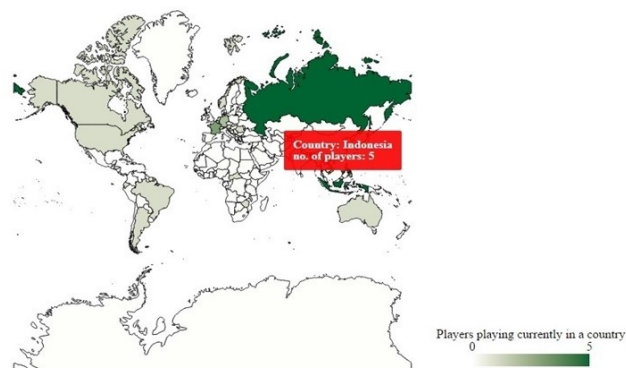 Country: Indonesia
no. of players: 5
Players playing currently in a country
0 5